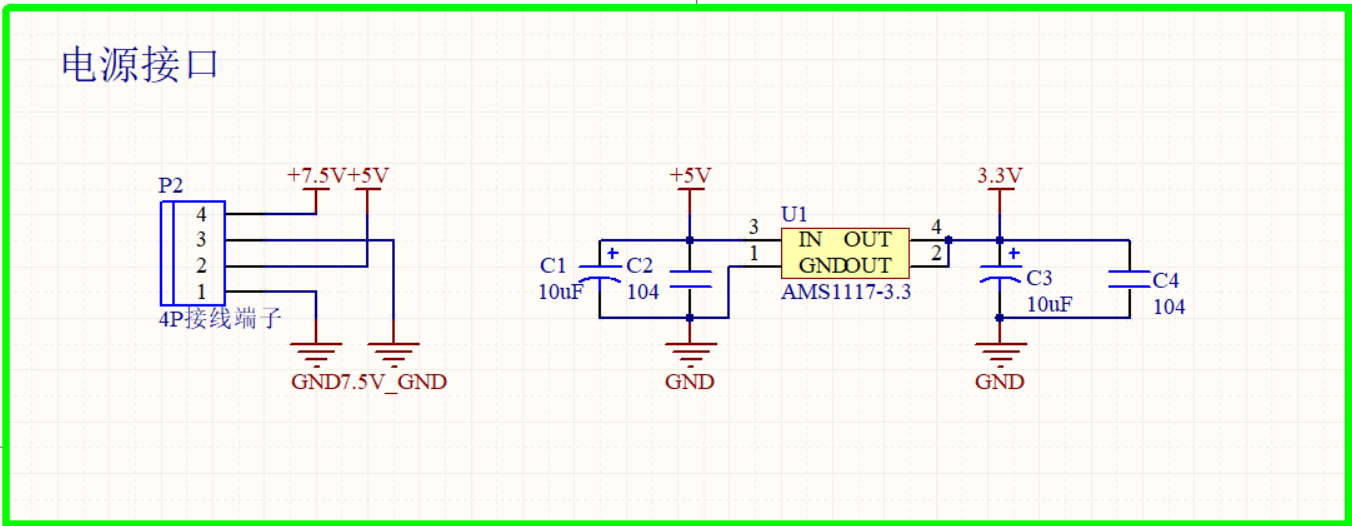 电源接口
+7.5V +5V
P2
4
3
2
1
4P接线端子
GND 7.5V_GND
+5V
3.3V
U1
3
4
IN OUT
1
2
GND OUT
AMS1117-3.3
+
C1
10uF
C2
104
+
C3
10uF
C4
104
GND
GND